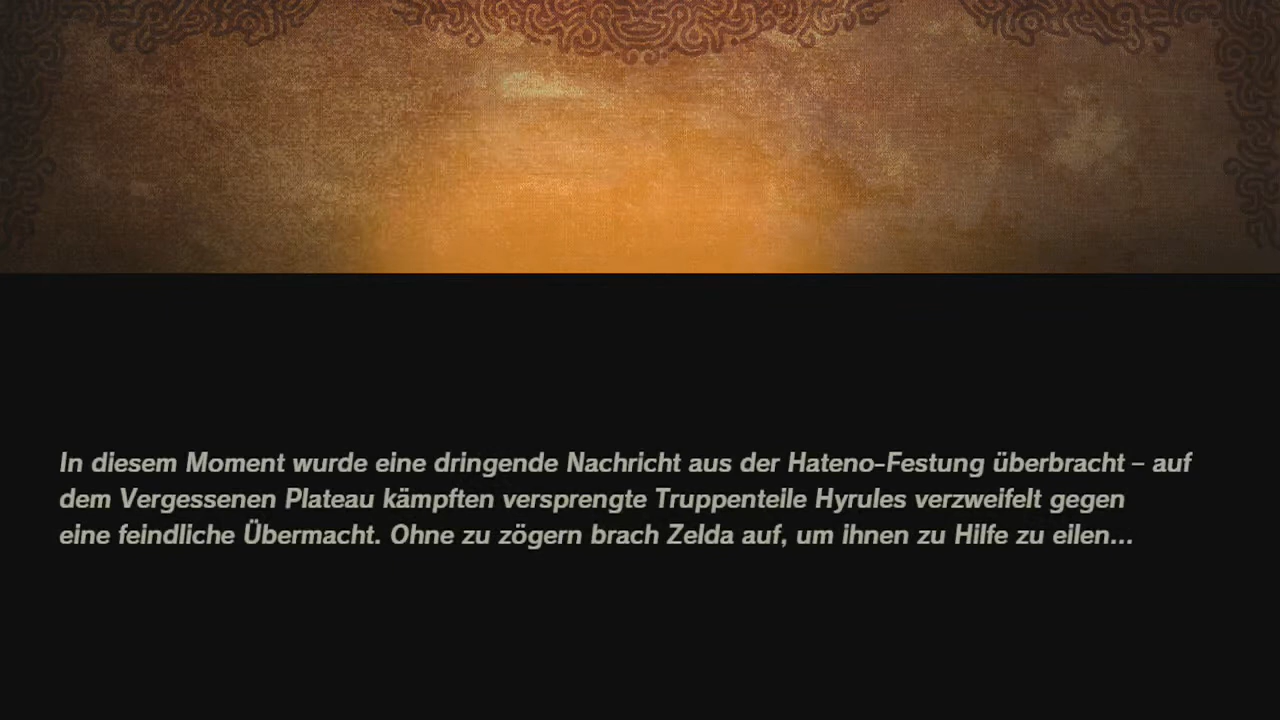 In diesem Moment wurde eine dringende Nachricht aus der Hateno-Festung überbracht – auf
dem Vergessenen Plateau kämpften versprengte Truppenteile Hyrules verzweifelt gegen
eine feindliche Übermacht. Ohne zu zögern brach Zelda auf, um ihnen zu Hilfe zu eilen...